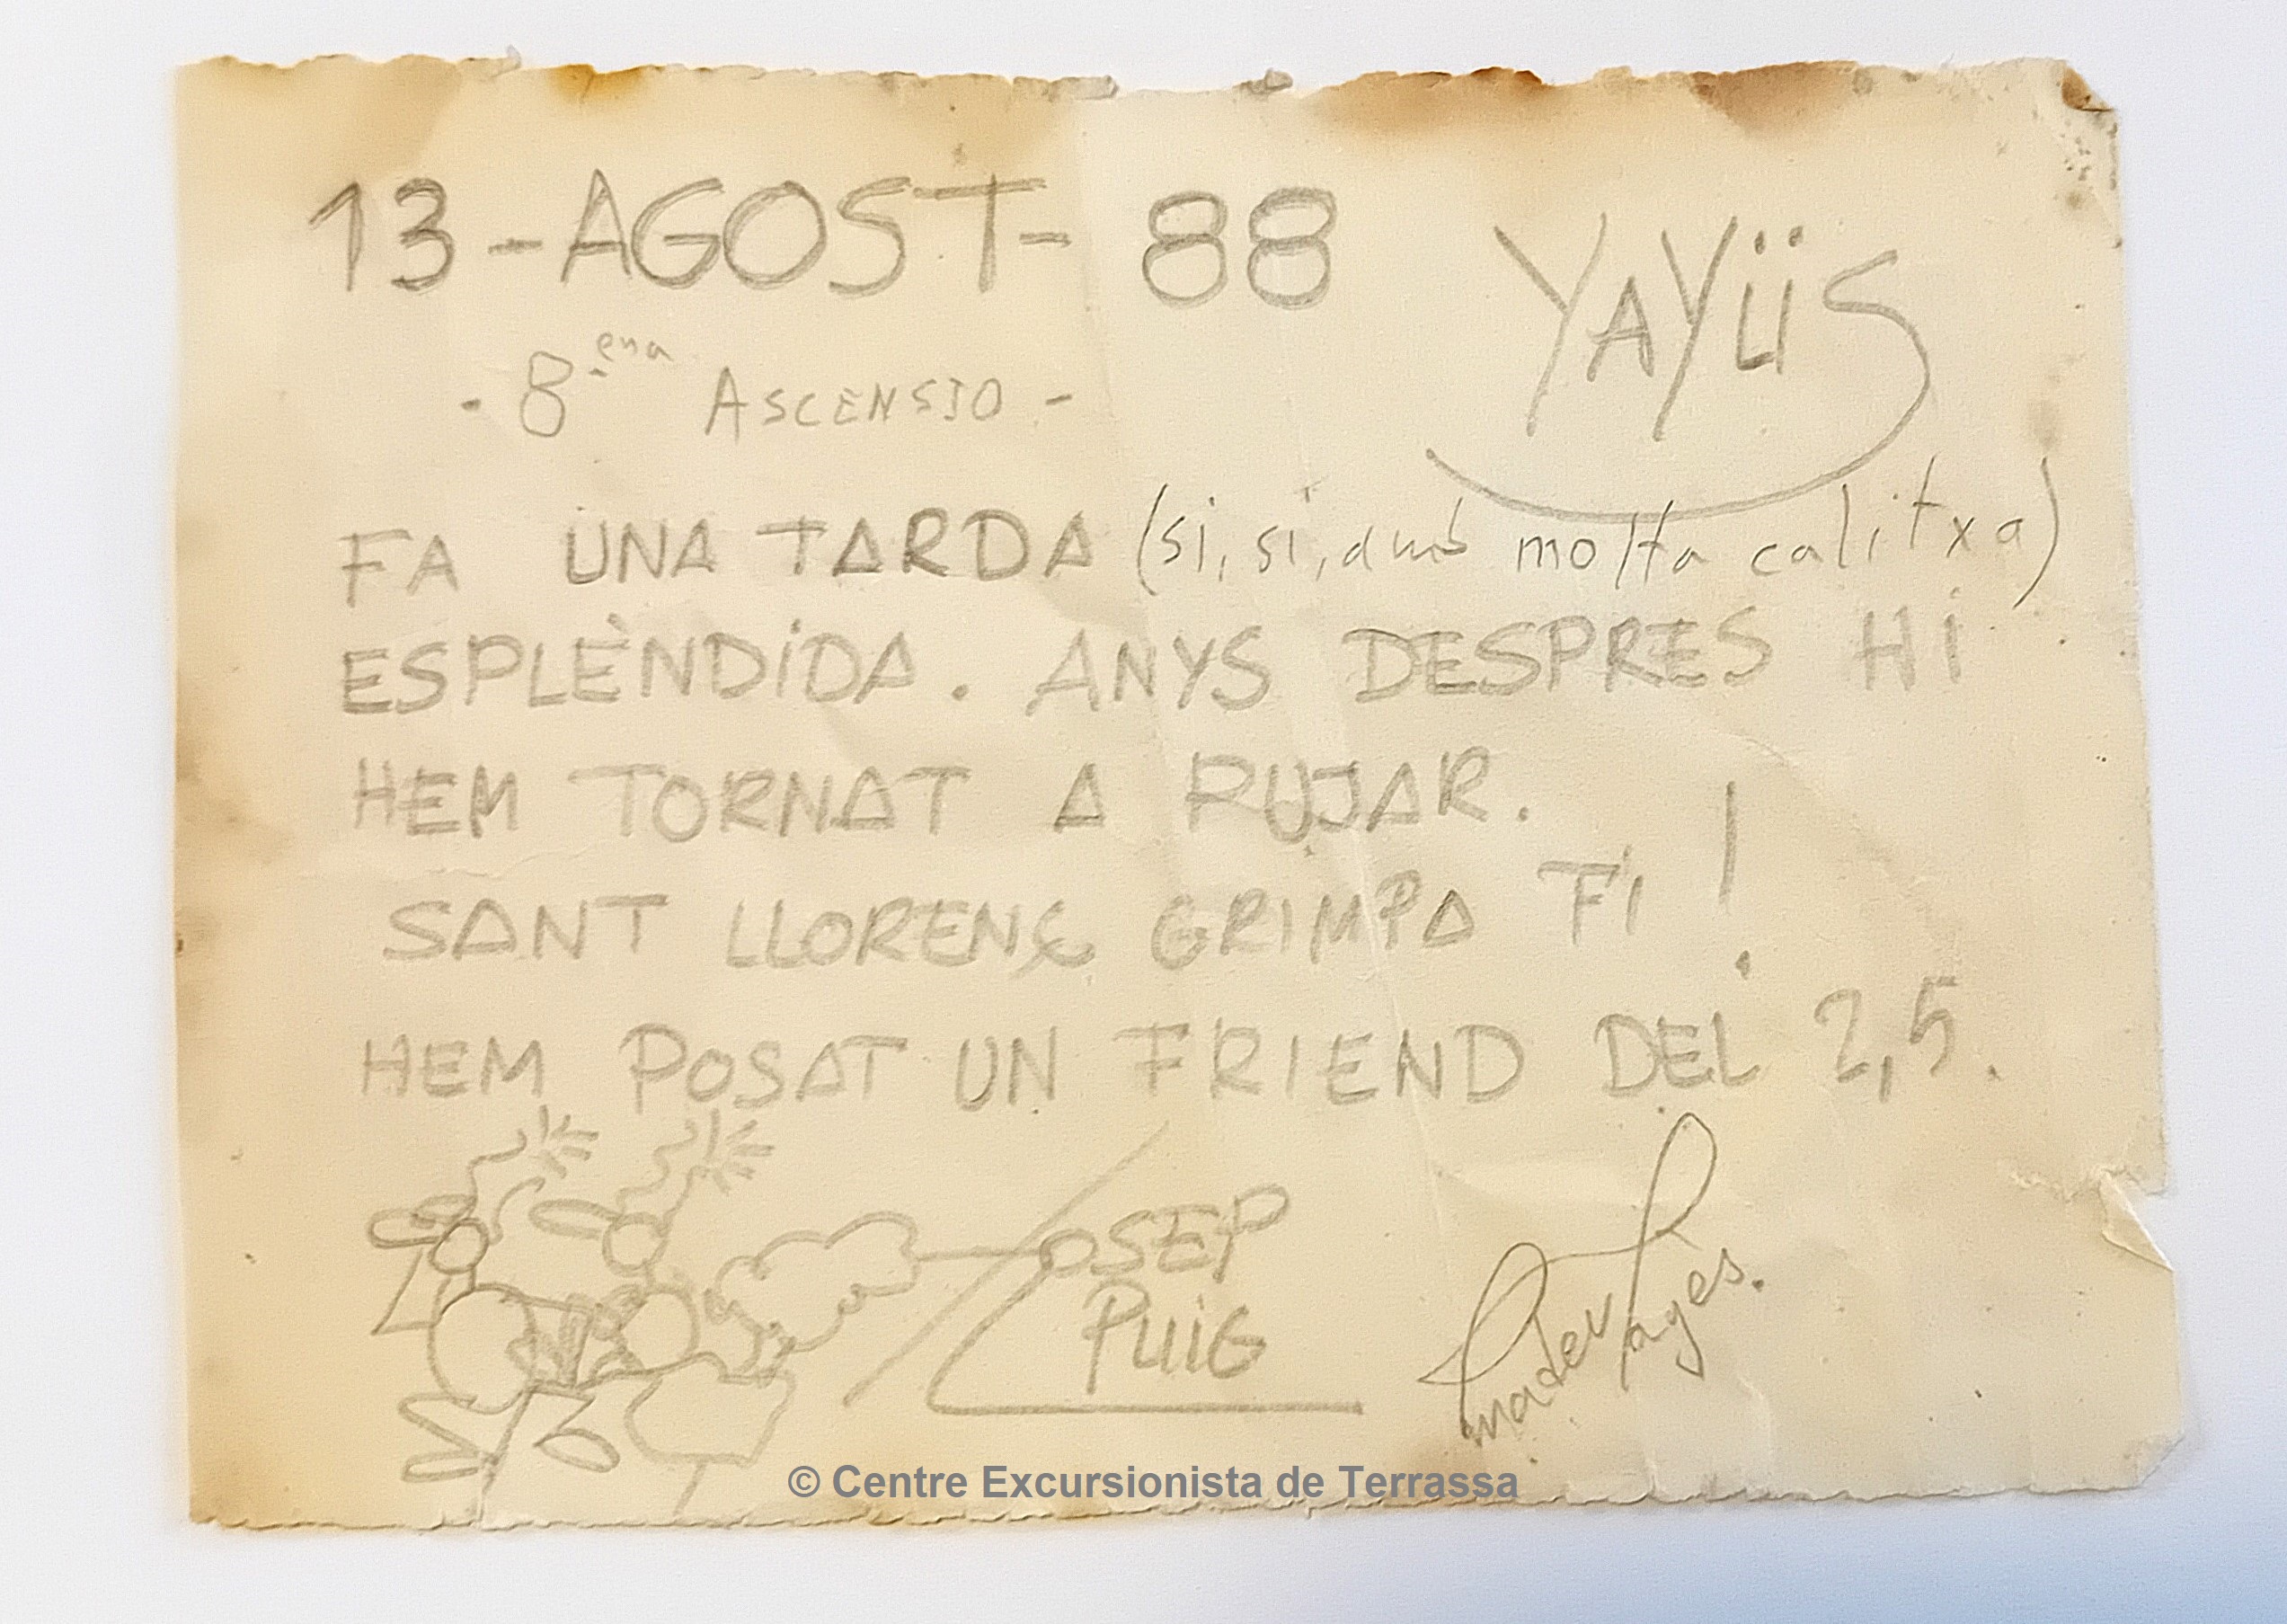 13-AGOST-88
YAYÜS
- 8ena ASCENSIO -
FA UNA TARDA (si, si, amb molta calitxa)
ESPLÈNDIDA. ANYS DESPRES HI
HEM TORNAT A PUJAR.
SANT LLORENÇ GRIMPA FI!
HEM POSAT UN FRIEND DEL 2,5.
JOSEP
PUIG
Pages.
© Centre Excursionista de Terrassa